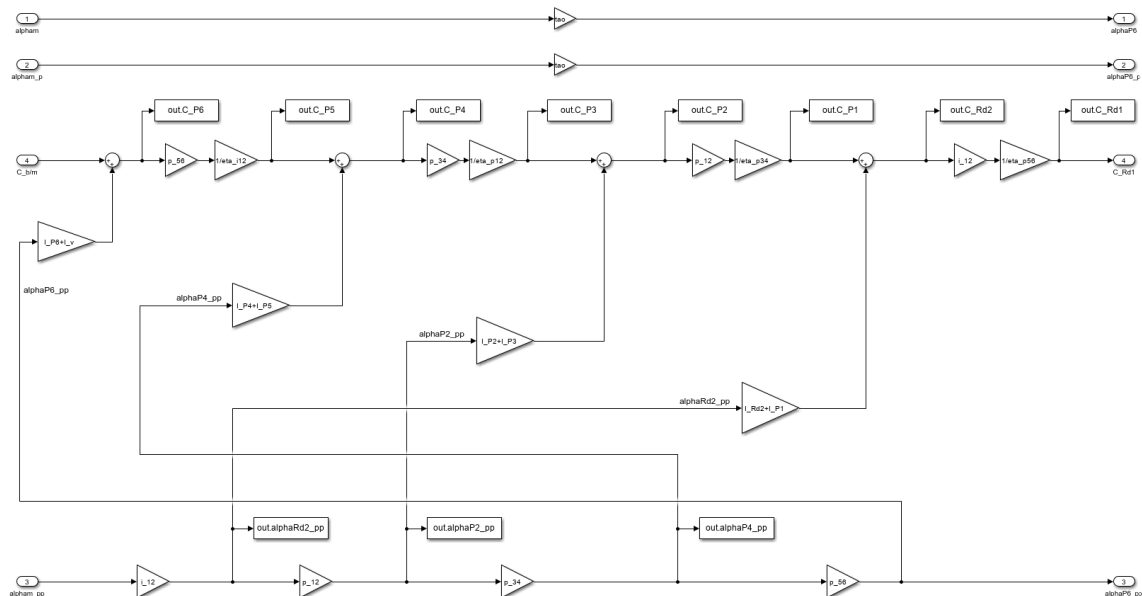 1
alpham
tao
1
alphaP6
2
alpham_p
tao
2
alphaP6_p
out.C_P6
out.C_P5
out.C_P4
out.C_P3
out.C_P2
out.C_P1
out.C_Rd2
out.C_Rd1
4
C_b/m
p_56
1/eta_i12
p_34
1/eta_p12
p_12
1/eta_p34
i_12
1/eta_p56
4
C_Rd1
I_P6+I_v
alphaP6_pp
alphaP4_pp
I_P4+I_P5
alphaP2_pp
I_P2+I_P3
alphaRd2_pp
I_Rd2+I_P1
out.alphaRd2_pp
out.alphaP2_pp
out.alphaP4_pp
3
alpham_pp
i_12
p_12
p_34
p_56
3
alphaP6_pp